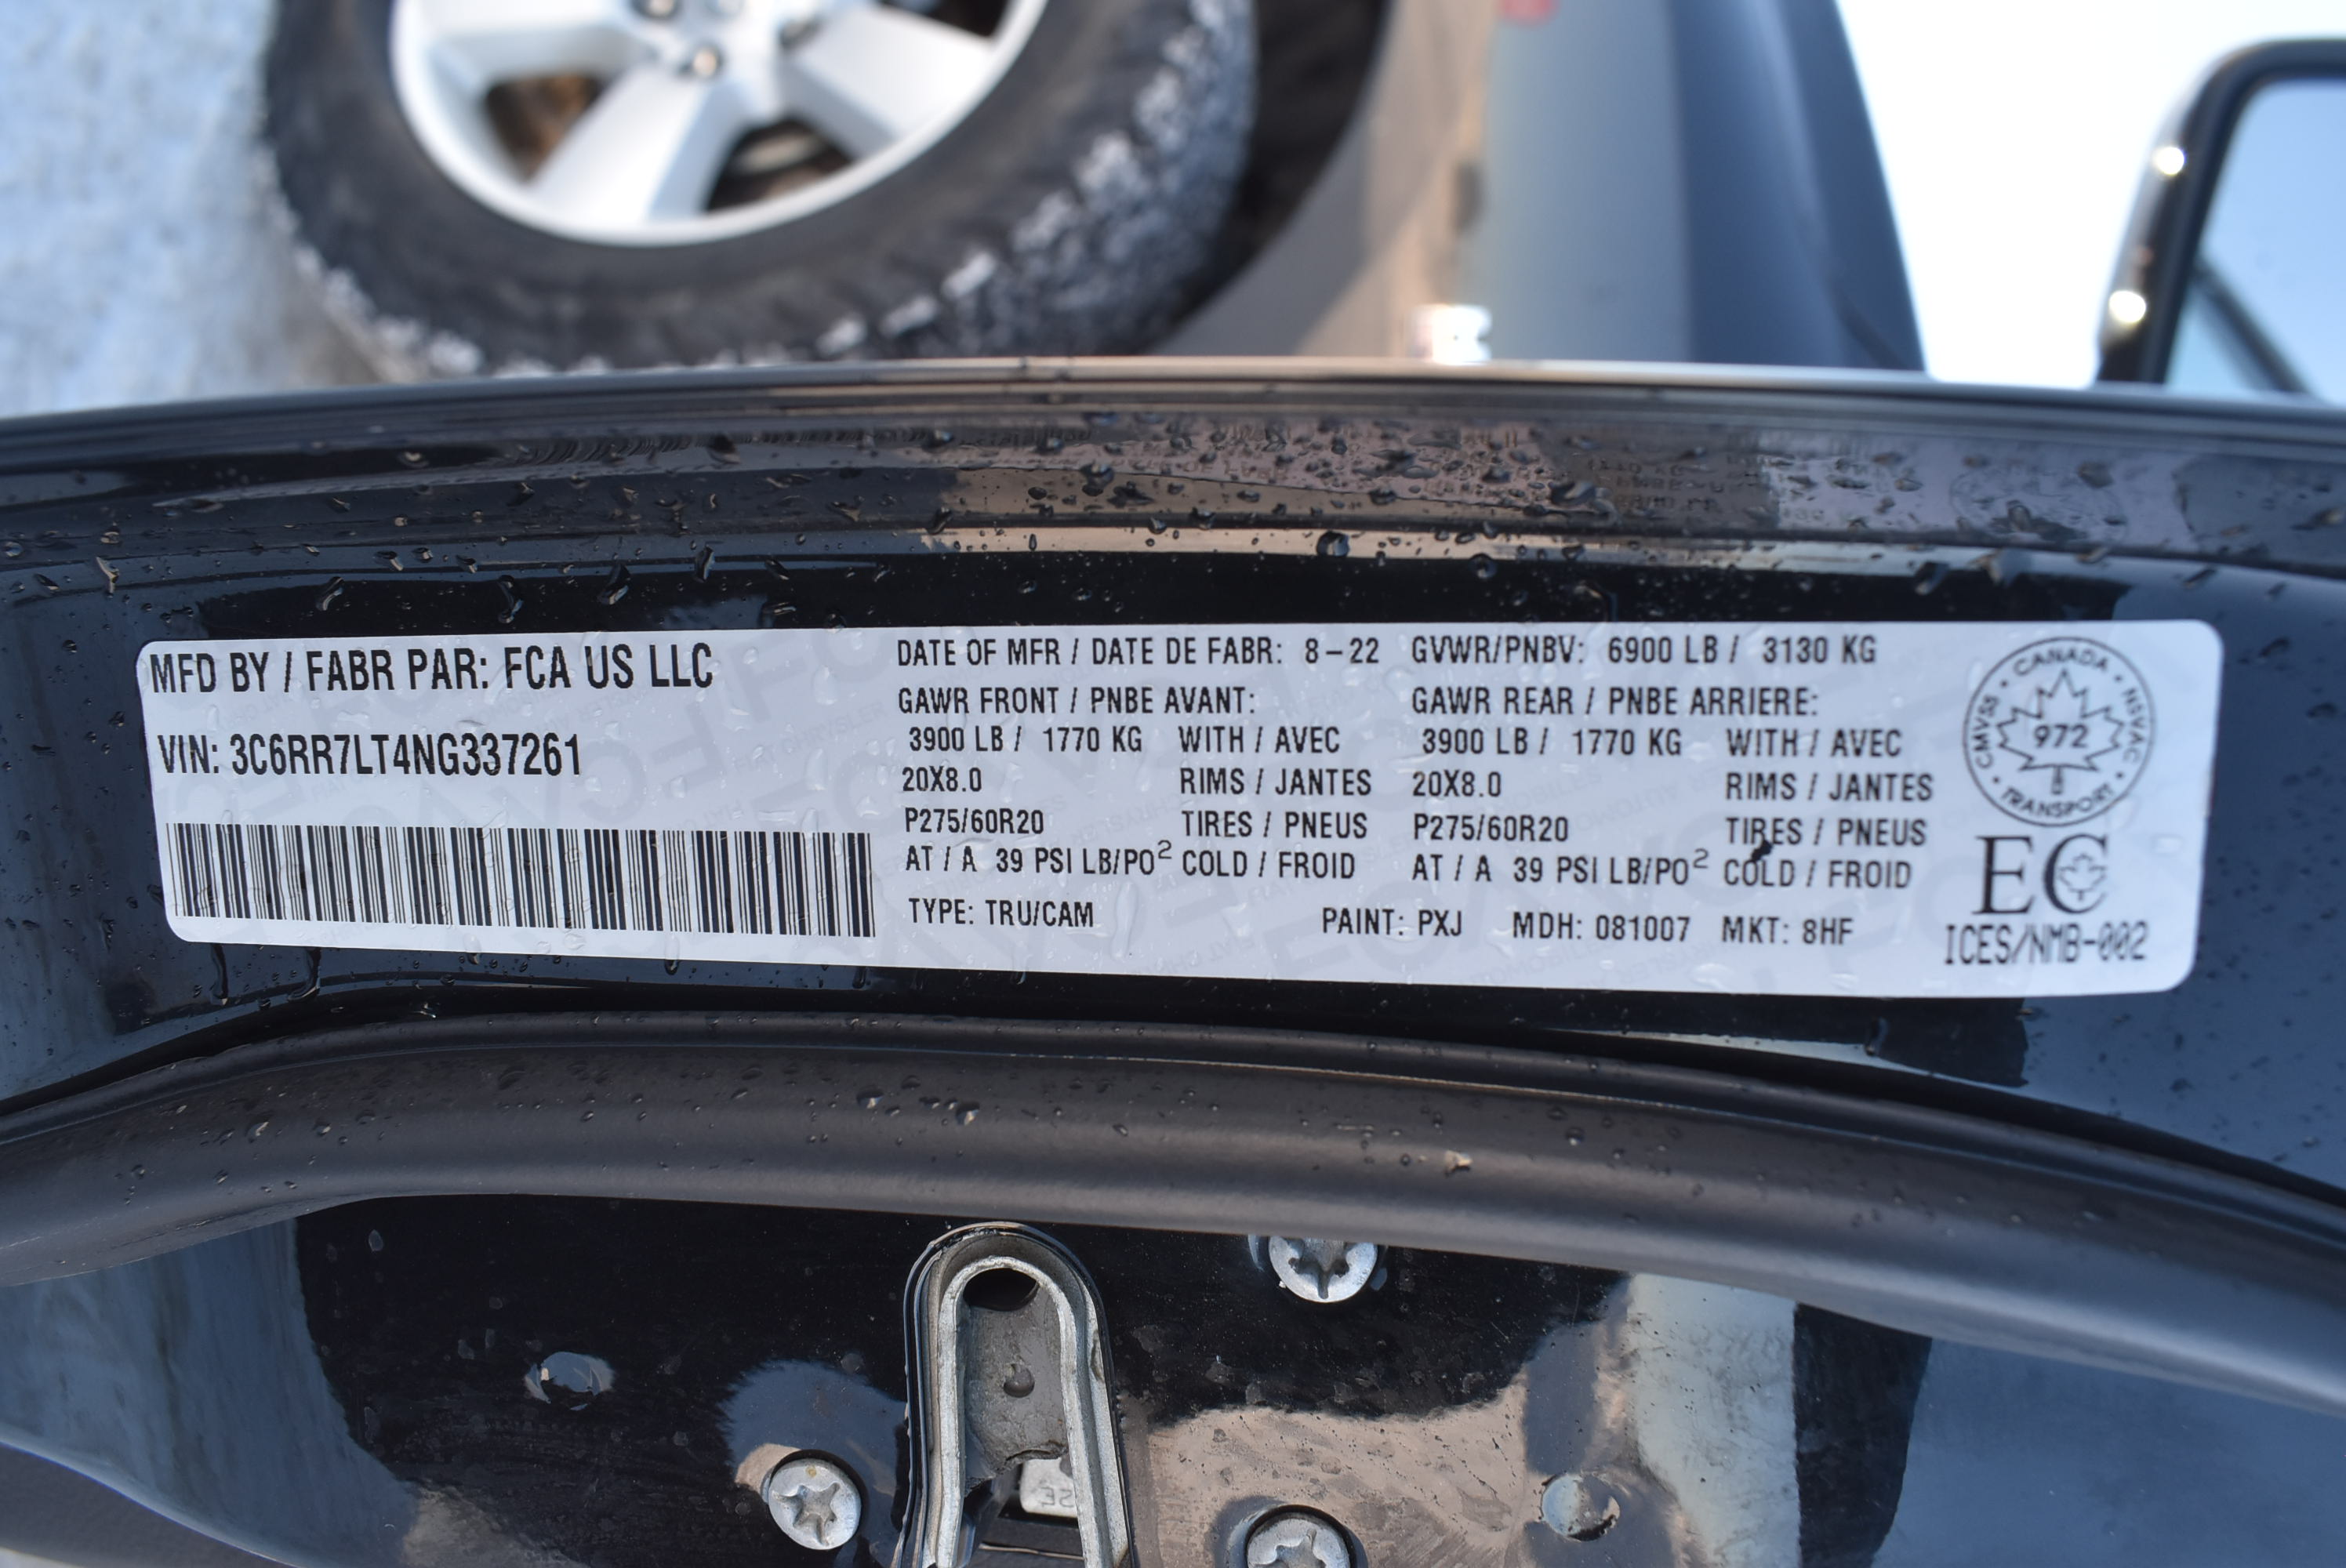 MFD BY / FABR PAR: FCA US LLC
VIN: 3C6RR7LT4NG337261
DATE OF MFR / DATE DE FABR: 8-22 GVWR/PNBV: 6900 LB / 3130 KG
GAWR FRONT / PNBE AVANT: GAWR REAR / PNBE ARRIERE:
3900 LB / 1770 KG WITH / AVEC 3900 LB / 1770 KG WITH / AVEC
20X8.0 RIMS / JANTES 20X8.0 RIMS / JANTES
P275/60R20 TIRES / PNEUS P275/60R20 TIRES / PNEUS
AT / A 39 PSI LB/PO² COLD / FROID AT / A 39 PSI LB/PO² COLD / FROID
TYPE: TRU/CAM PAINT: PXJ MDH: 081007 MKT: 8HF
CANADA
CMVSS 972 NSVAC
TRANSPORT
EC
ICES/NMB-002